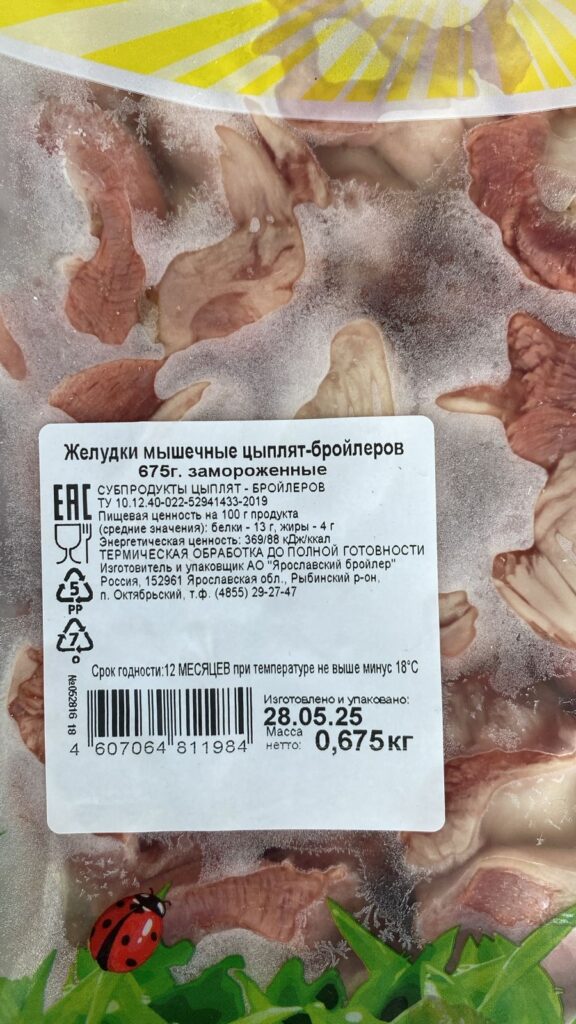 Желудки мышечные цыплят-бройлеров
675г. замороженные
EAC
СУБПРОДУКТЫ ЦЫПЛЯТ - БРОЙЛЕРОВ
ТУ 10.12.40-022-52941433-2019
Пищевая ценность на 100 г продукта
(средние значения): белки - 13 г, жиры - 4 г
Энергетическая ценность: 369/88 кДж/ккал
ТЕРМИЧЕСКАЯ ОБРАБОТКА ДО ПОЛНОЙ ГОТОВНОСТИ
Изготовитель и упаковщик АО "Ярославский бройлер"
Россия, 152961 Ярославская обл., Рыбинский р-он,
п. Октябрьский, т.ф. (4855) 29-27-47
5
PP
7
O
Срок годности:12 МЕСЯЦЕВ при температуре не выше минус 18°С
№052816 18
4 607064 811984
Изготовлено и упаковано:
28.05.25
Масса
нетто: 0,675кг